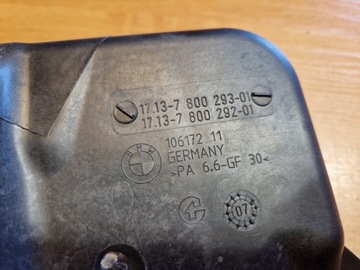 17.13-7 800 293-01
17.13-7 800 292-01
106172 11
BMW
GERMANY
>PA 6.6-GF 30<
07